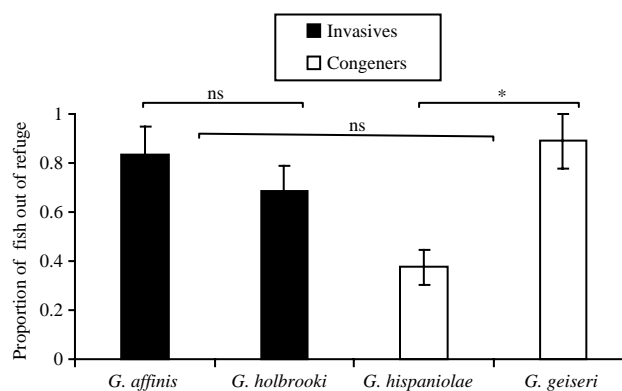 Invasives
Congeners
ns
*
ns
1
0.8
0.6
0.4
0.2
0
Proportion of fish out of refuge
G. affinis G. holbrooki G. hispaniolae G. geiseri